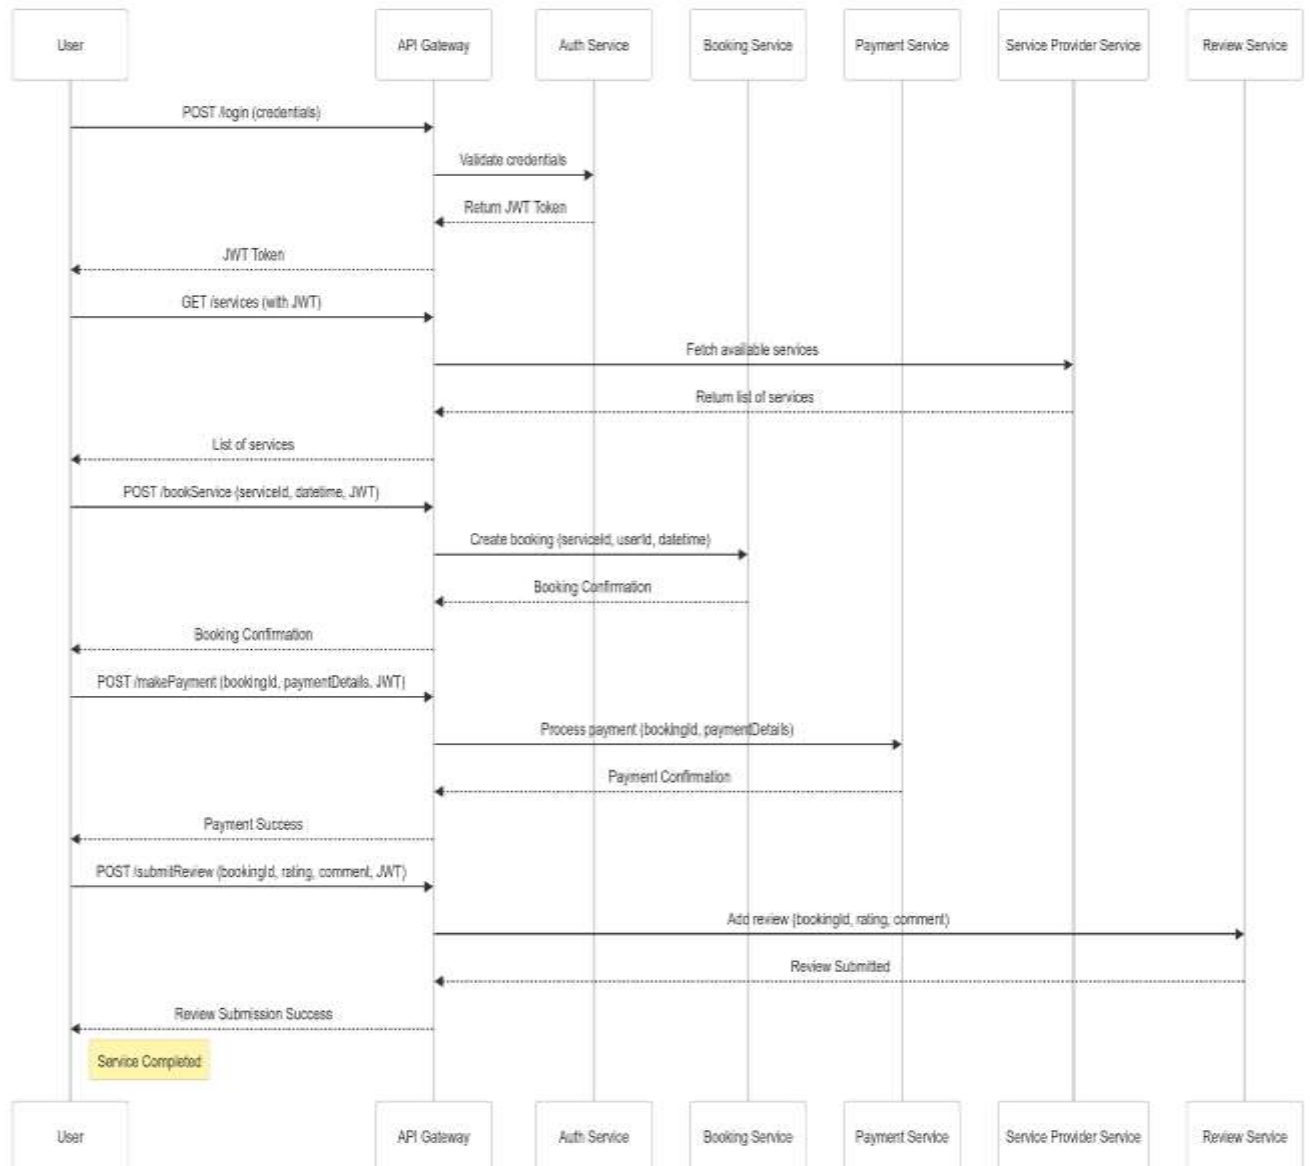 User
API Gateway
Auth Service
Booking Service
Payment Service
Service Provider Service
Review Service
POST /login (credentials)
Validate credentials
Return JWT Token
JWT Token
GET /services (with JWT)
Fetch available services
Return list of services
List of services
POST /bookService (serviceId, datetime, JWT)
Create booking (serviceId, userId, datetime)
Booking Confirmation
Booking Confirmation
POST /makePayment (bookingId, paymentDetails, JWT)
Process payment (bookingId, paymentDetails)
Payment Confirmation
Payment Success
POST /submitReview (bookingId, rating, comment, JWT)
Add review (bookingId, rating, comment)
Review Submitted
Review Submission Success
Service Completed
User
API Gateway
Auth Service
Booking Service
Payment Service
Service Provider Service
Review Service